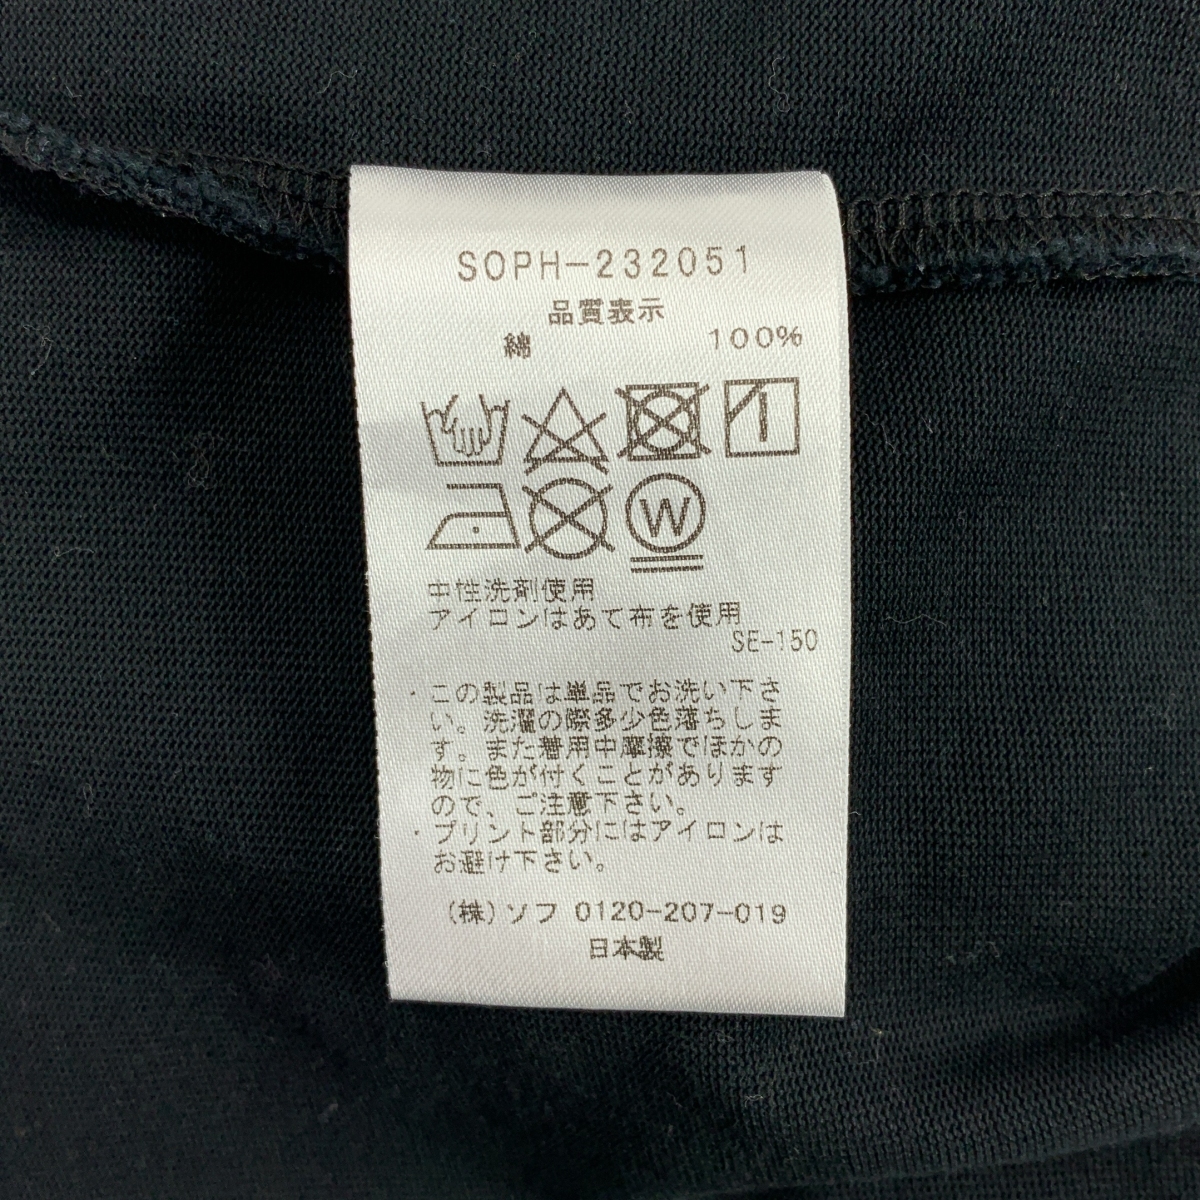 SOPH-232051
品質表示
綿 100%
W
中性洗剤使用
アイロンはあて布を使用
SE-150
・この製品は単品でお洗い下さ
い。洗濯の際多少色落ちしま
す。また着用中摩擦でほかの
物に色が付くことがあります
ので、ご注意下さい。
・プリント部分にはアイロンは
お避け下さい。
(株)ソフ 0120-207-019
日本製